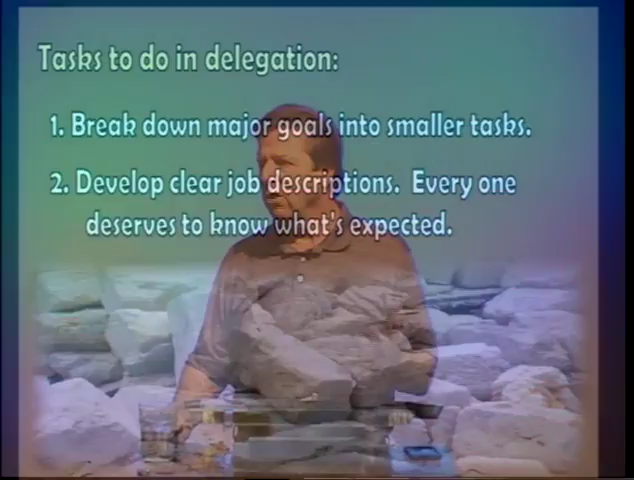 Tasks to do in delegation:
1. Break down major goals into smaller tasks.
2. Develop clear job descriptions. Every one
deserves to know what's expected.